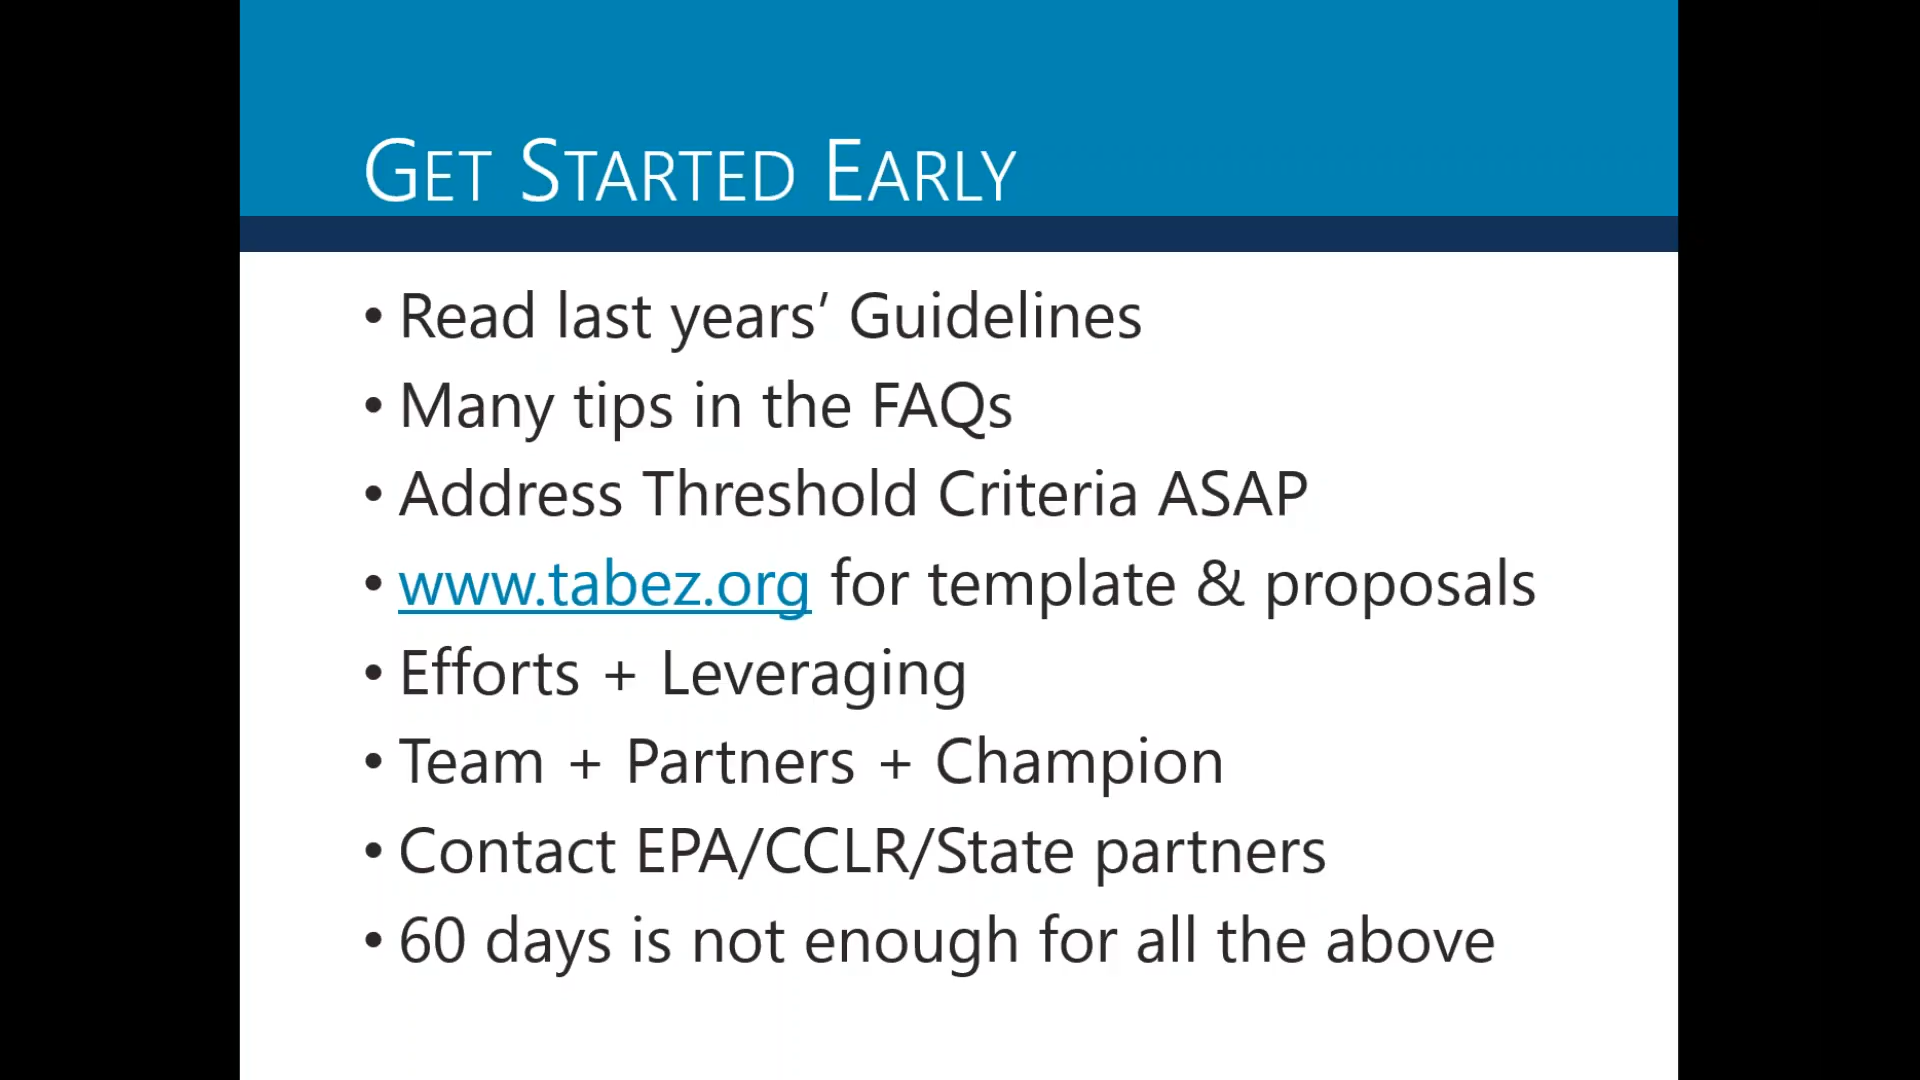 GET STARTED EARLY
• Read last years’ Guidelines
• Many tips in the FAQs
• Address Threshold Criteria ASAP
• www.tabez.org for template & proposals
• Efforts + Leveraging
• Team + Partners + Champion
• Contact EPA/CCLR/State partners
• 60 days is not enough for all the above